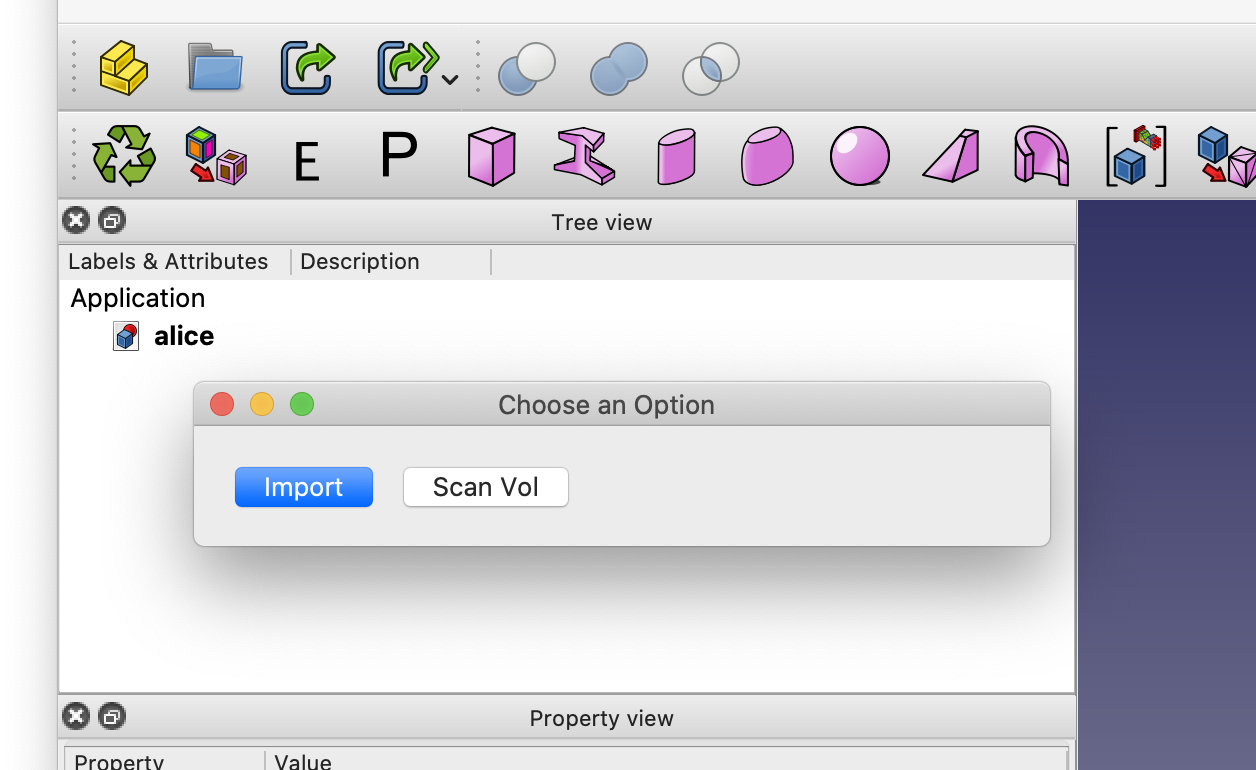 E P
Tree view
Labels & Attributes Description
Application
alice
Choose an Option
Import Scan Vol
Property view
Property Value